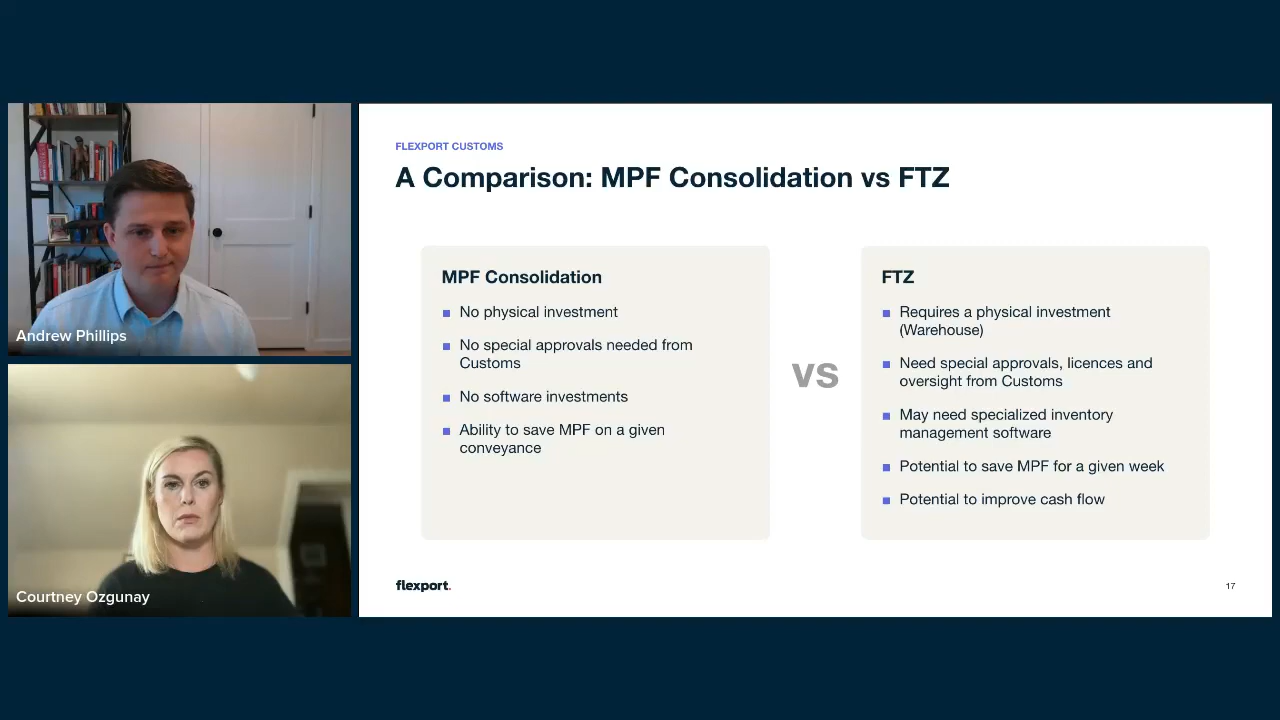 Andrew Phillips
Courtney Ozgunay
FLEXPORT CUSTOMS
A Comparison: MPF Consolidation vs FTZ
MPF Consolidation
No physical investment
No special approvals needed from
Customs
No software investments
Ability to save MPF on a given
conveyance
vs
FTZ
Requires a physical investment
(Warehouse)
Need special approvals, licences and
oversight from Customs
May need specialized inventory
management software
Potential to save MPF for a given week
Potential to improve cash flow
flexport.
17